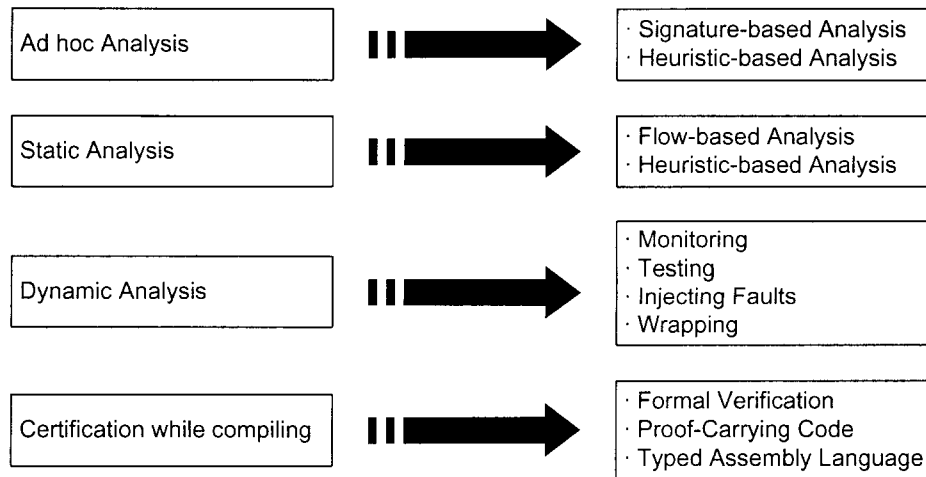 Ad hoc Analysis
· Signature-based Analysis
· Heuristic-based Analysis
Static Analysis
· Flow-based Analysis
· Heuristic-based Analysis
Dynamic Analysis
· Monitoring
· Testing
· Injecting Faults
· Wrapping
Certification while compiling
· Formal Verification
· Proof-Carrying Code
· Typed Assembly Language